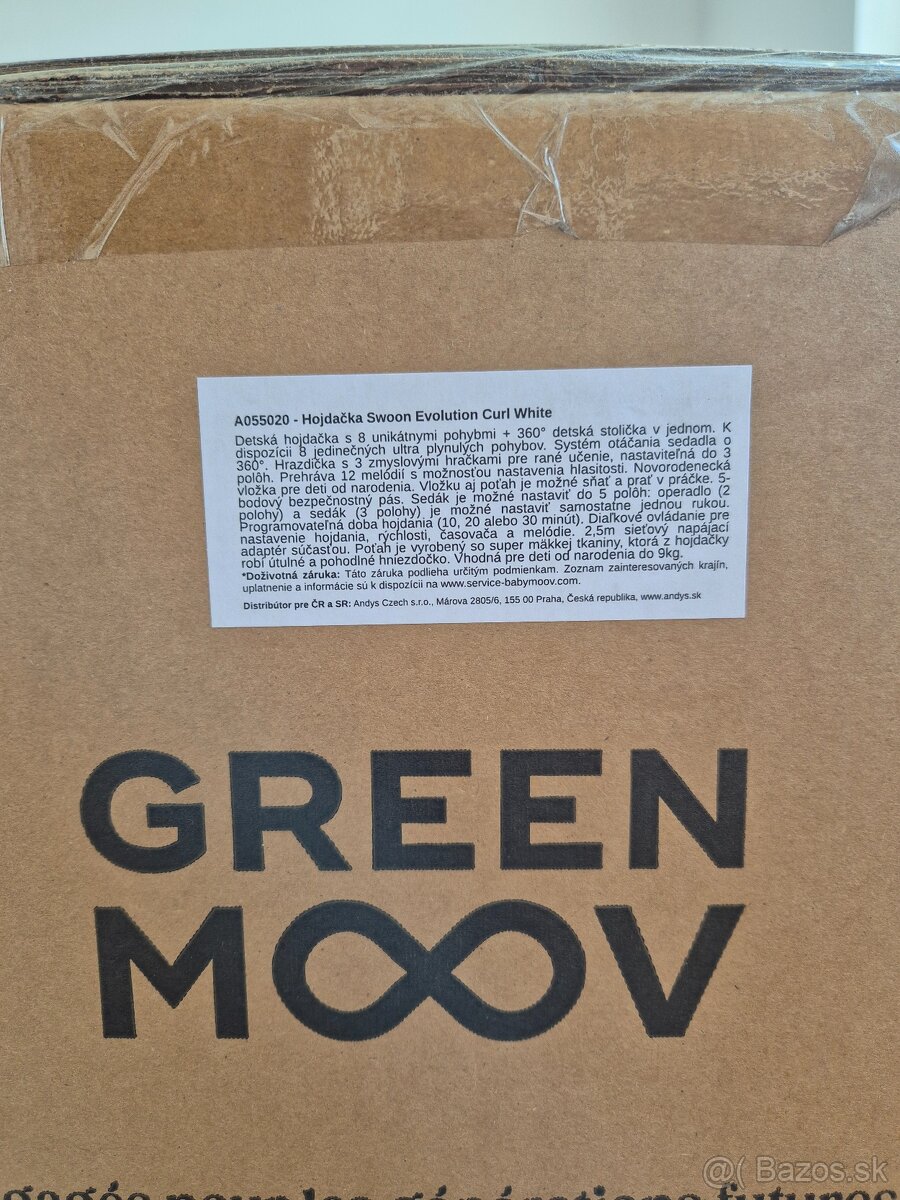 A055020 - Hojdačka Swoon Evolution Curl White
Detská hojdačka s 8 unikátnymi pohybmi + 360° detská stolička v jednom. K
dispozícii 8 jedinečných ultra plynulých pohybov. Systém otáčania sedadla o
360°. Hrazdička s 3 zmyslovými hračkami pre rané učenie, nastaviteľná do 3
polôh. Prehráva 12 melódií s možnosťou nastavenia hlasitosti. Novorodenecká
vložka pre deti od narodenia. Vložku aj poťah je možné sňať a prať v práčke. 5-
bodový bezpečnostný pás. Sedák je možné nastaviť do 5 polôh: operadlo (2
polohy) a sedák (3 polohy) je možné nastaviť samostatne jednou rukou.
Programovateľná doba hojdania (10, 20 alebo 30 minút). Diaľkové ovládanie pre
nastavenie hojdania, rýchlosti, časovača a melódie. 2,5m sieťový napájací
adaptér súčasťou. Poťah je vyrobený so super mäkkej tkaniny, ktorá z hojdačky
robí útulné a pohodlné hniezdočko. Vhodná pre deti od narodenia do 9kg.
*Doživotná záruka: Táto záruka podlieha určitým podmienkam. Zoznam zainteresovaných krajín,
uplatnenie a informácie sú k dispozícii na www.service-babymoov.com.
Distribútor pre ČR a SR: Andys Czech s.r.o., Márova 2805/6, 155 00 Praha, Česká republika, www.andys.sk
GREEN
MOOV
pour les générations futures
@( Bazos.sk